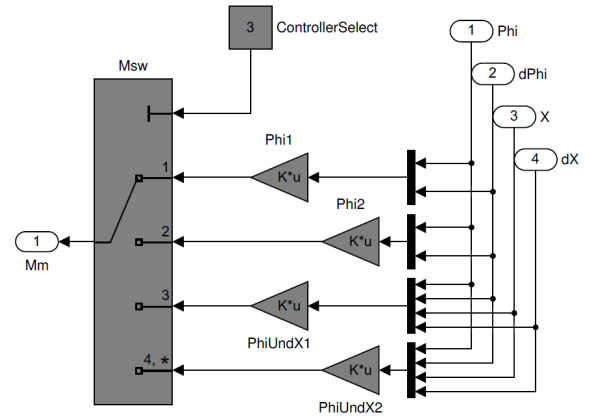 3 ControllerSelect
1 Phi
Msw
2 dPhi
3 X
Phi1
4 dX
1
K*u
Phi2
2
K*u
1
Mm
3
K*u
PhiUndX1
4, *
K*u
PhiUndX2